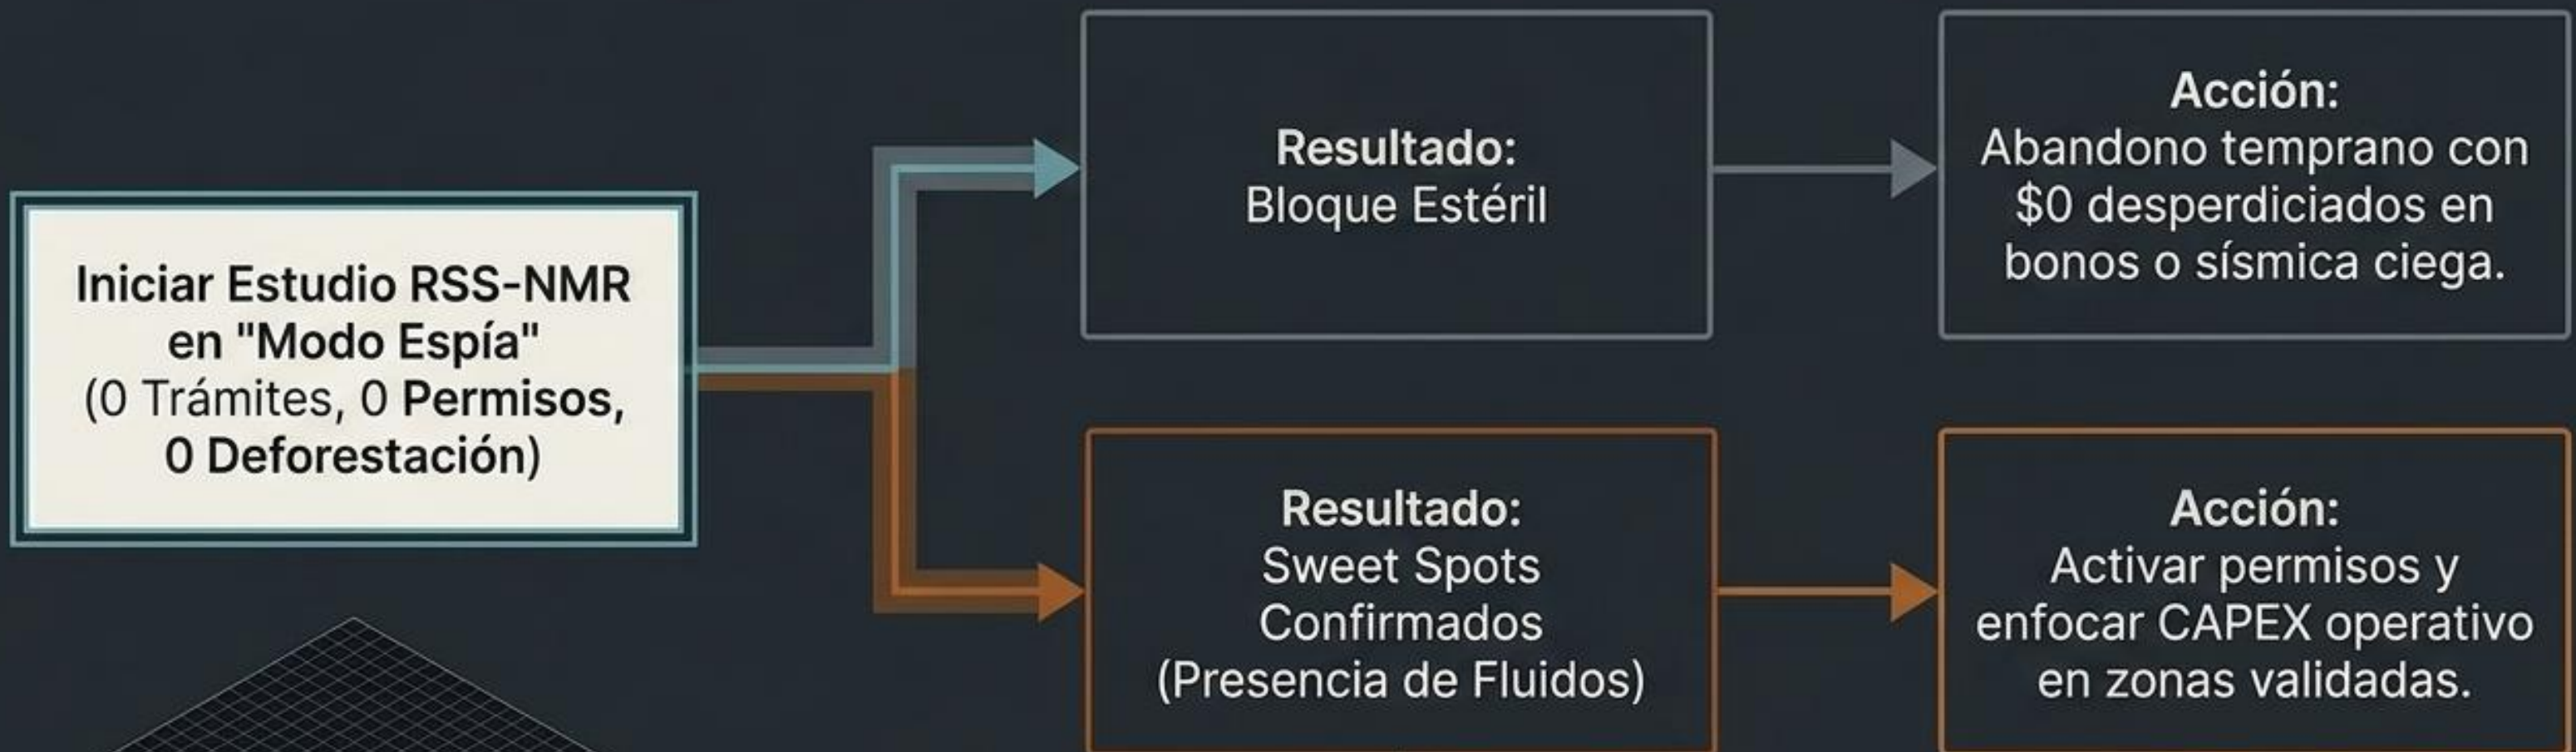 Iniciar Estudio RSS-NMR
en "Modo Espía"
(0 Trámites, 0 Permisos,
0 Deforestación)
Resultado:
Bloque Estéril
Acción:
Abandono temprano con
$0 desperdiciados en
bonos o sísmica ciega.
Resultado:
Sweet Spots
Confirmados
(Presencia de Fluidos)
Acción:
Activar permisos y
enfocar CAPEX operativo
en zonas validadas.